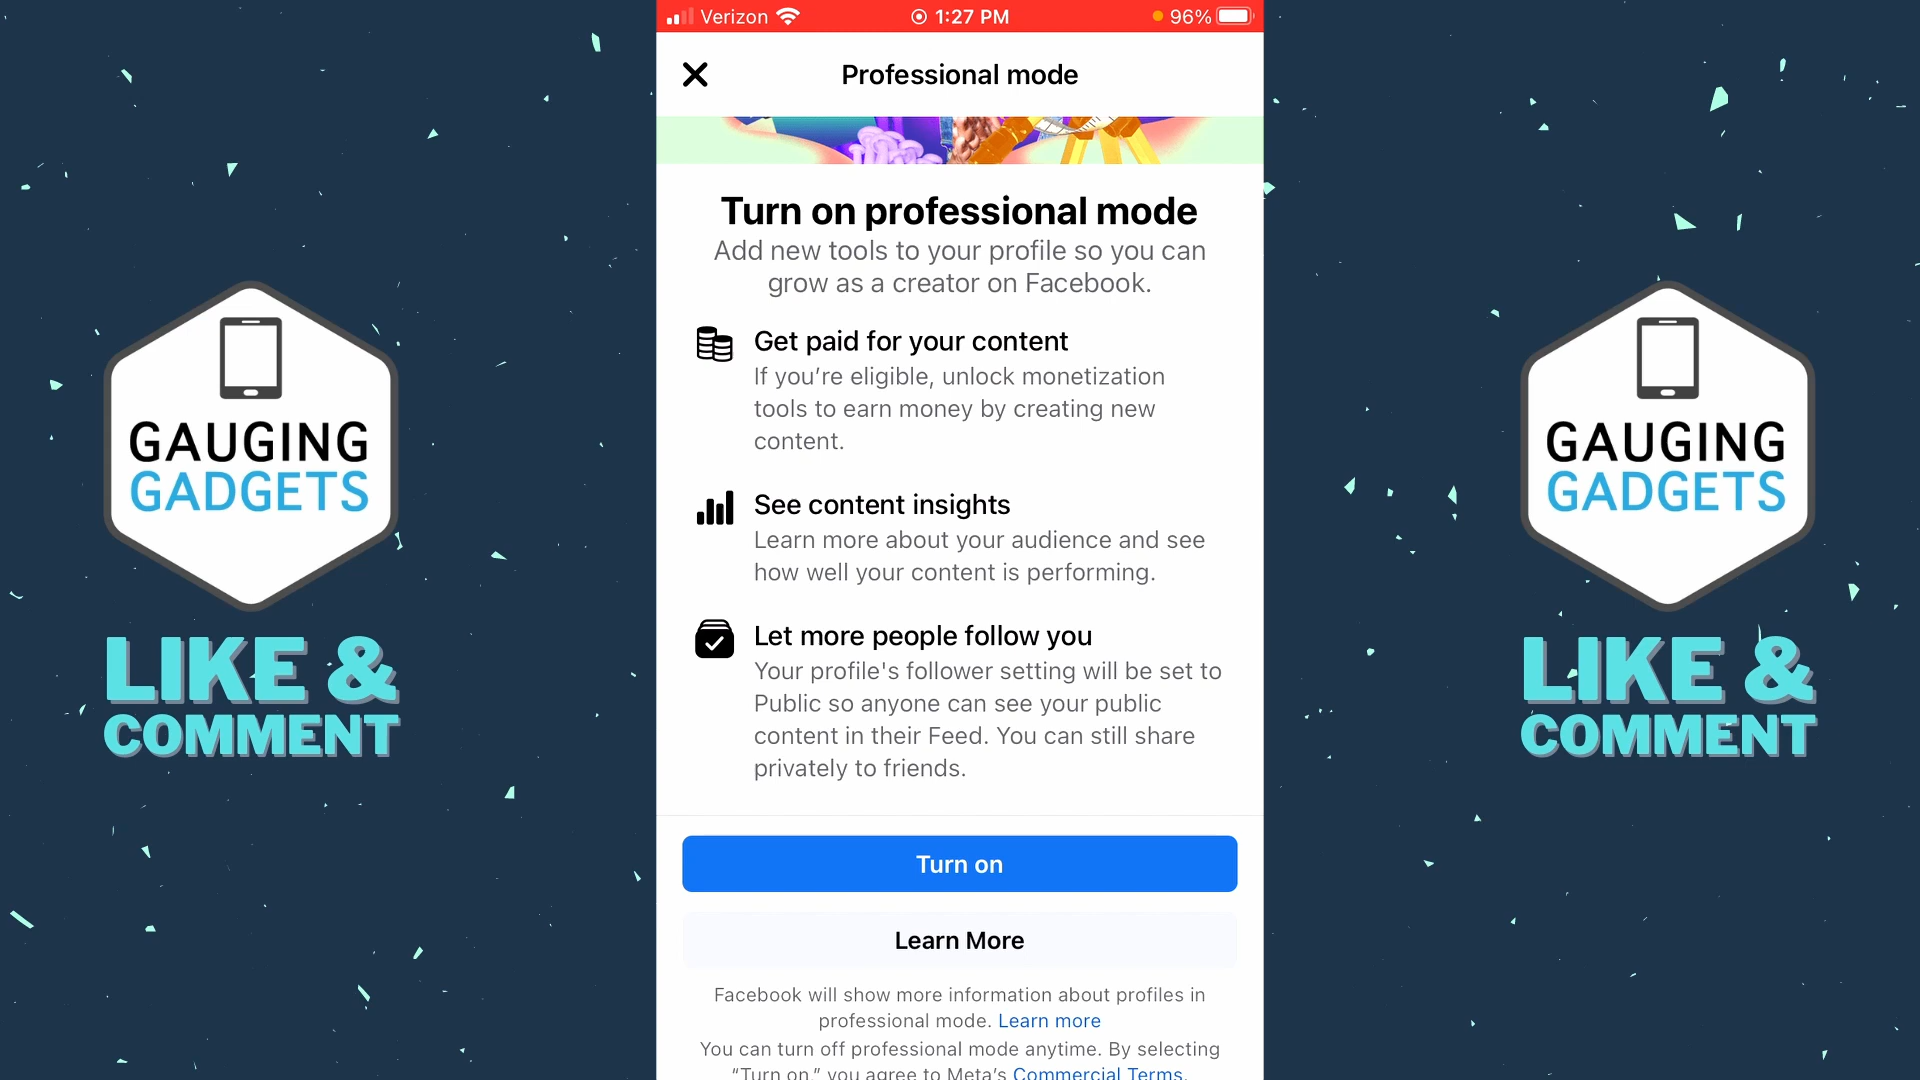 Verizon 1:27 PM 96%
Professional mode
Turn on professional mode
Add new tools to your profile so you can
grow as a creator on Facebook.
Get paid for your content
If you’re eligible, unlock monetization
tools to earn money by creating new
content.
See content insights
Learn more about your audience and see
how well your content is performing.
Let more people follow you
Your profile's follower setting will be set to
Public so anyone can see your public
content in their Feed. You can still share
privately to friends.
Turn on
Learn More
Facebook will show more information about profiles in
professional mode. Learn more
You can turn off professional mode anytime. By selecting
“Turn on,” you agree to Meta’s Commercial Terms.
GAUGING
GADGETS
LIKE &
COMMENT
GAUGING
GADGETS
LIKE &
COMMENT